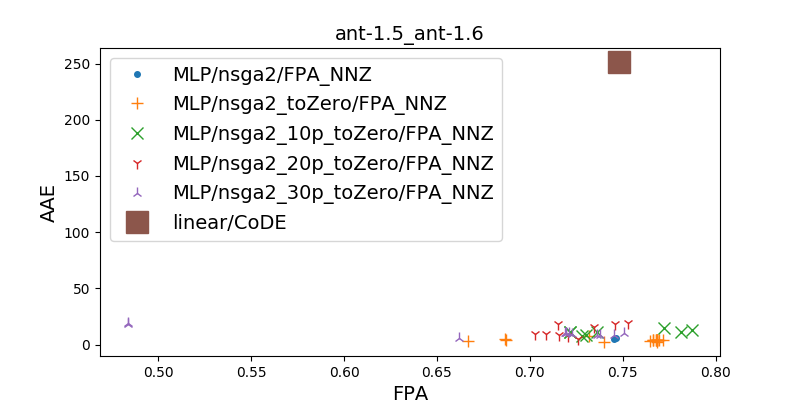 ant-1.5_ant-1.6
AAE
250
200
150
100
50
0
MLP/nsga2/FPA_NNZ
MLP/nsga2_toZero/FPA_NNZ
MLP/nsga2_10p_toZero/FPA_NNZ
MLP/nsga2_20p_toZero/FPA_NNZ
MLP/nsga2_30p_toZero/FPA_NNZ
linear/CoDE
0.50 0.55 0.60 0.65 0.70 0.75 0.80
FPA